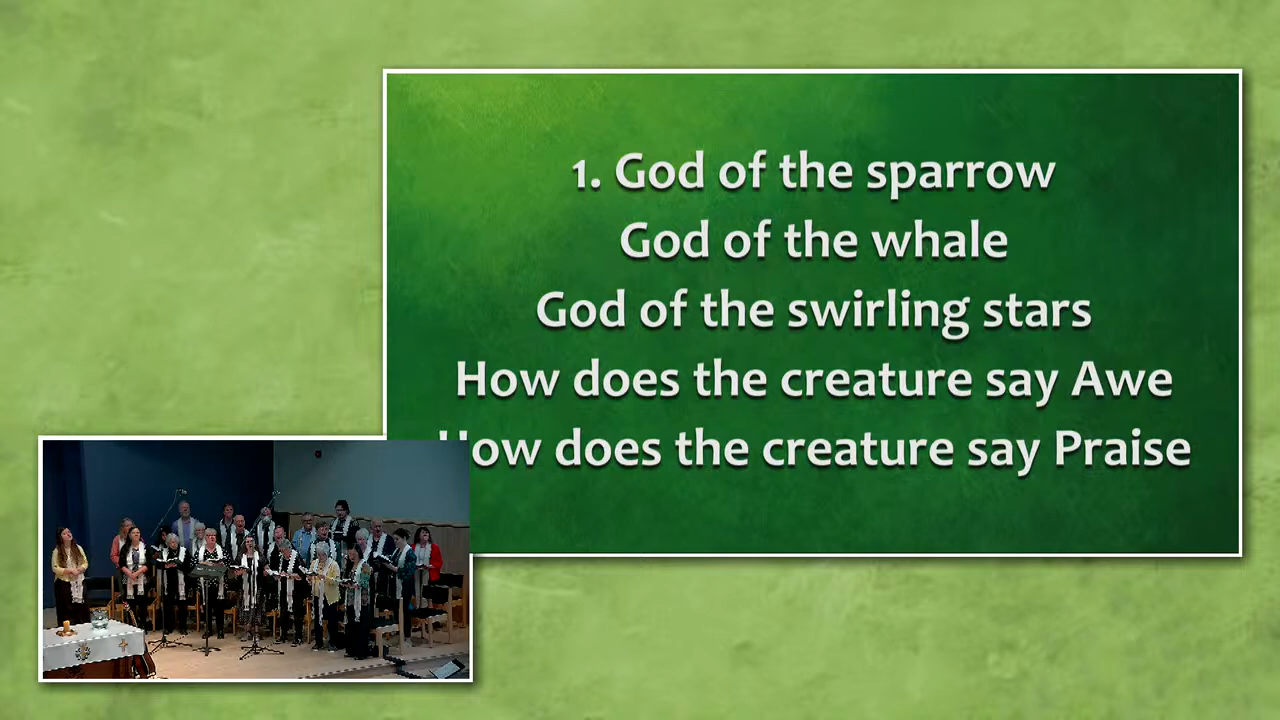 1. God of the sparrow
God of the whale
God of the swirling stars
How does the creature say Awe
How does the creature say Praise